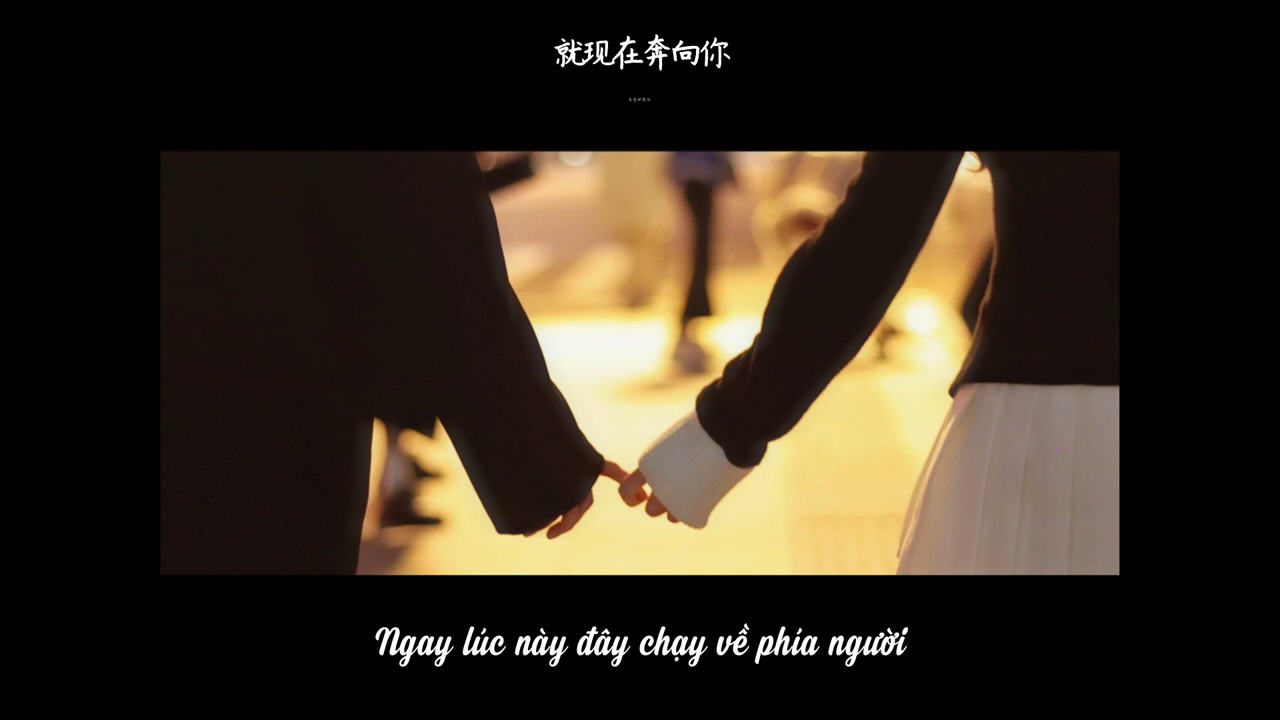 就现在奔向你
Ngay lúc này đây chạy về phía người